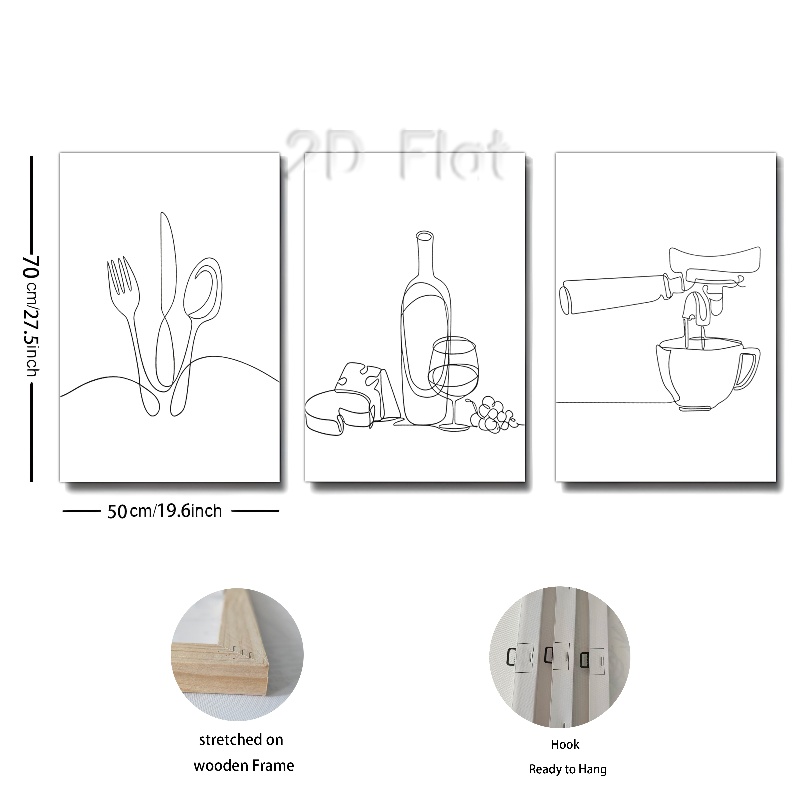 2D Flat
70 cm/27.5inch
50cm/19.6inch
stretched on
wooden Frame
Hook
Ready to Hang